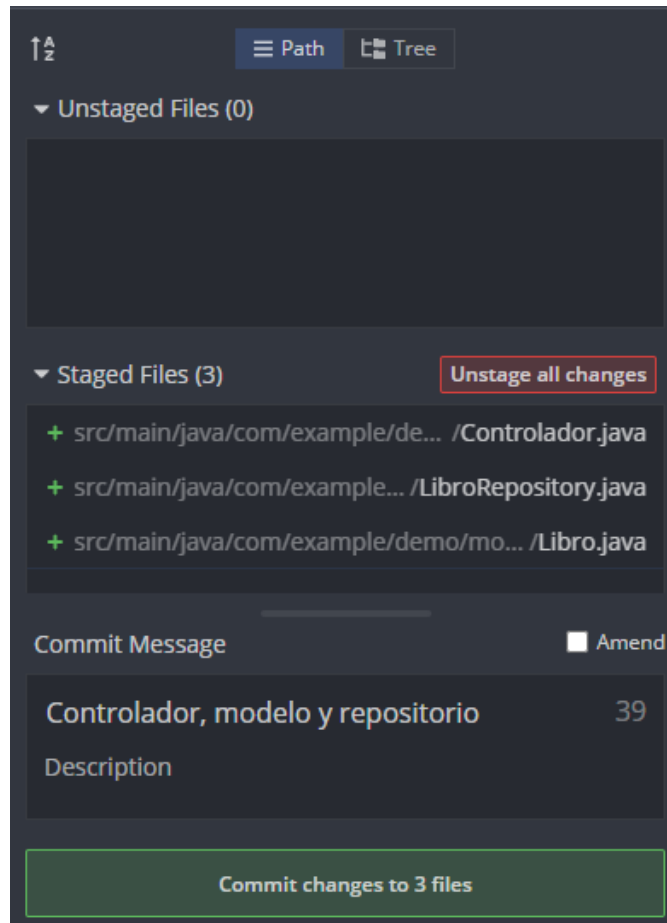 Path Tree
Unstaged Files (0)
Staged Files (3) Unstage all changes
+ src/main/java/com/example/de... /Controlador.java
+ src/main/java/com/example... /LibroRepository.java
+ src/main/java/com/example/demo/mo... /Libro.java
Commit Message Amend
Controlador, modelo y repositorio 39
Description
Commit changes to 3 files